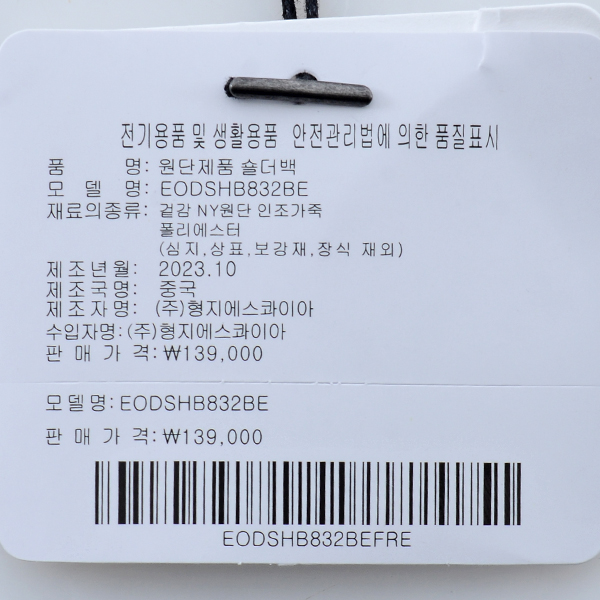 전기용품 및 생활용품 안전관리법에 의한 품질표시
품 명: 원단제품 숄더백
모 델 명: EODSHB832BE
재료의종류: 겉감 NY원단 인조가죽
폴리에스터
(심지,상표,보강재,장식 재외)
제조년월: 2023.10
제조국명: 중국
제조자명: (주)형지에스콰이아
수입자명:(주)형지에스콰이아
판 매 가 격:₩139,000
모델명:EODSHB832BE
판 매 가 격:₩139,000
EODSHB832BEFRE